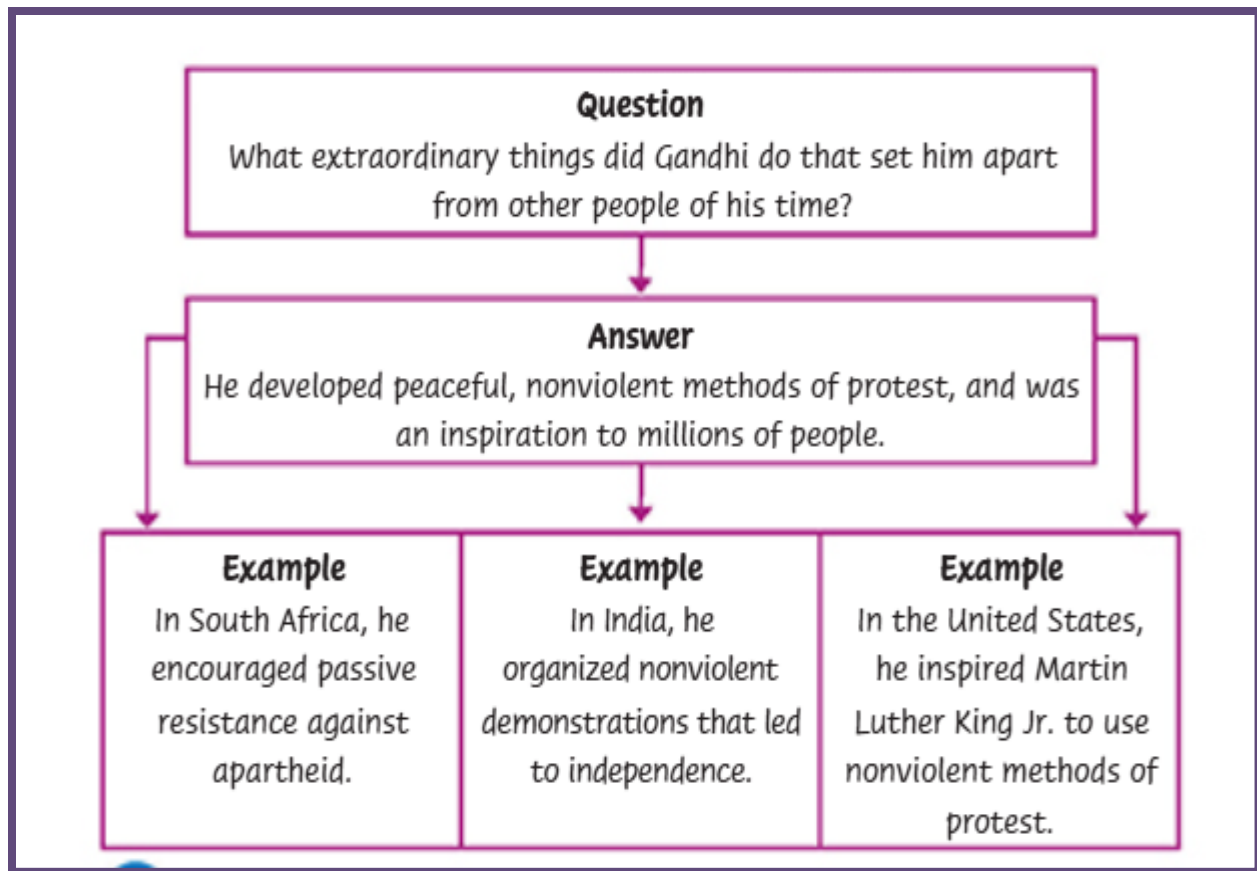 Question
What extraordinary things did Gandhi do that set him apart
from other people of his time?
Answer
He developed peaceful, nonviolent methods of protest, and was
an inspiration to millions of people.
Example
In South Africa, he
encouraged passive
resistance against
apartheid.
Example
In India, he
organized nonviolent
demonstrations that led
to independence.
Example
In the United States,
he inspired Martin
Luther King Jr. to use
nonviolent methods of
protest.